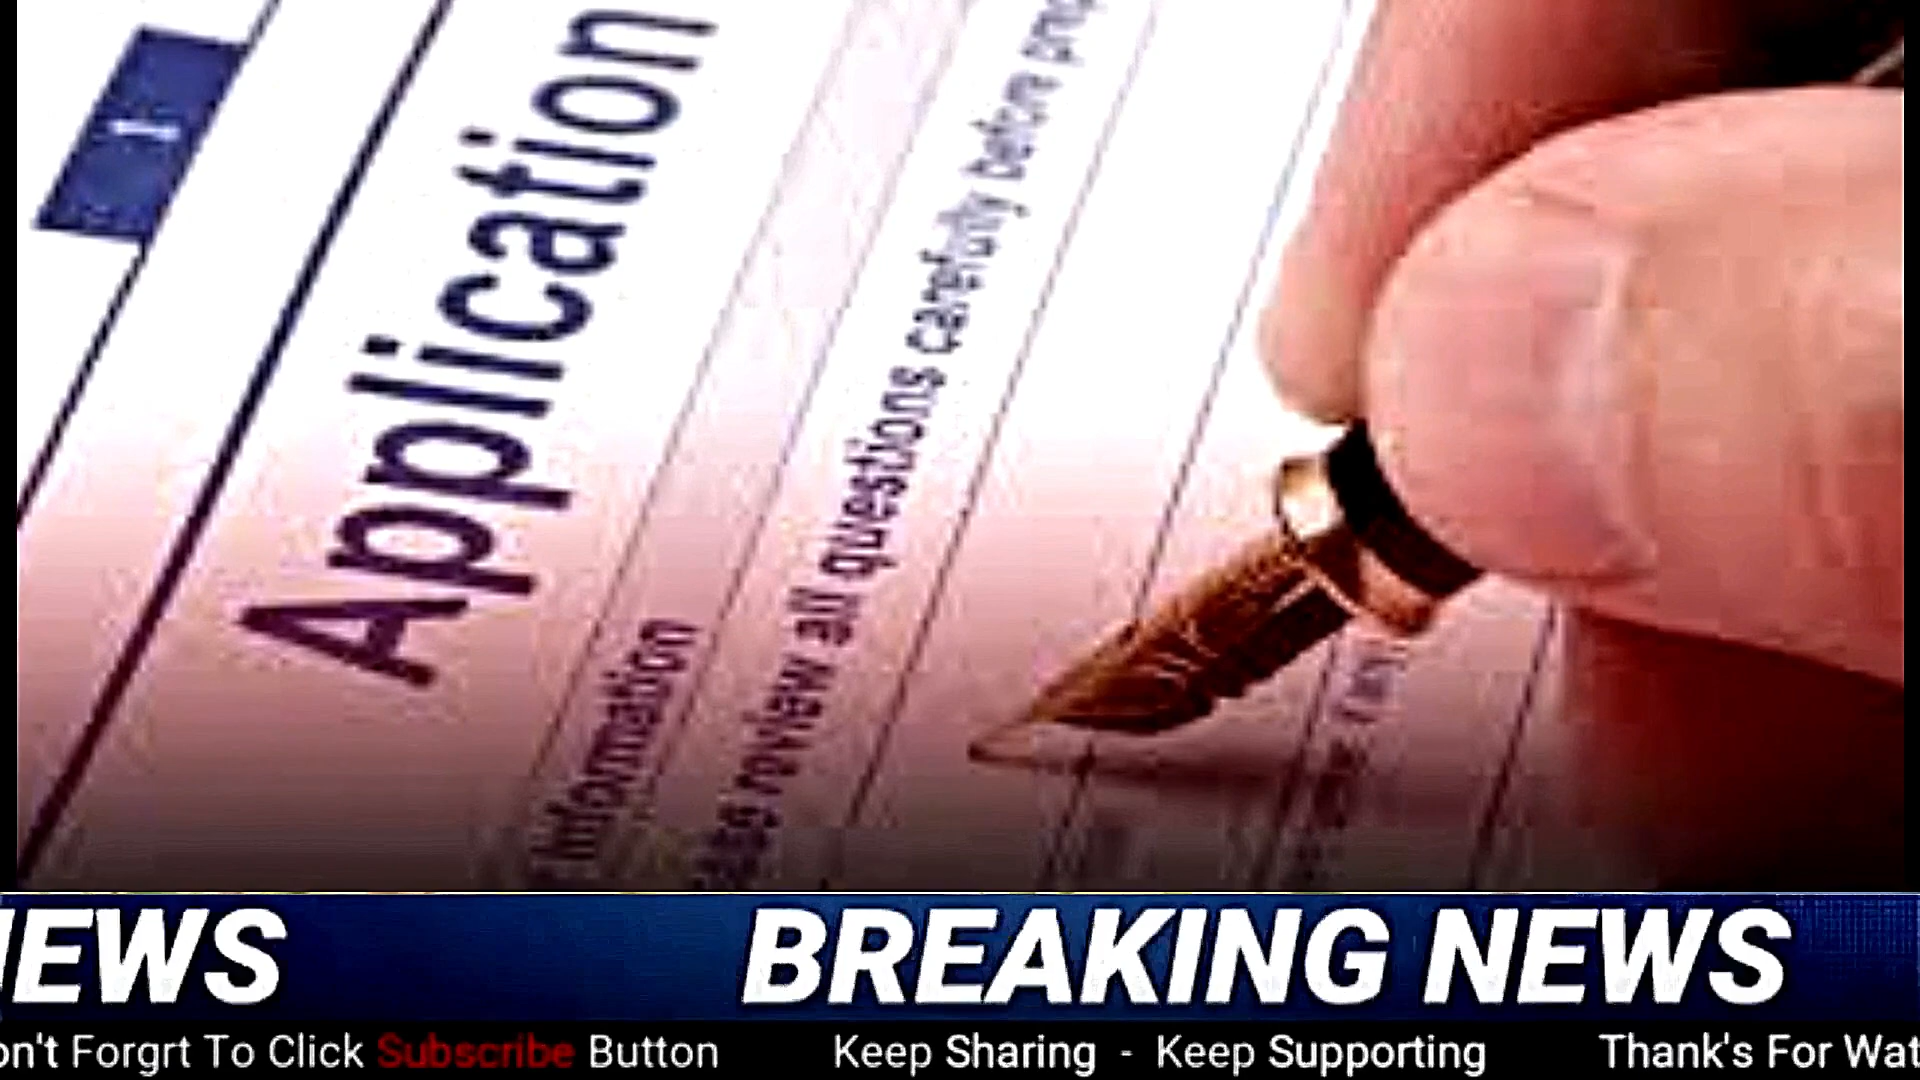 Application
Information
review all questions carefully before
NEWS BREAKING NEWS
on't Forgrt To Click Subscribe Button Keep Sharing - Keep Supporting Thank's For Wat